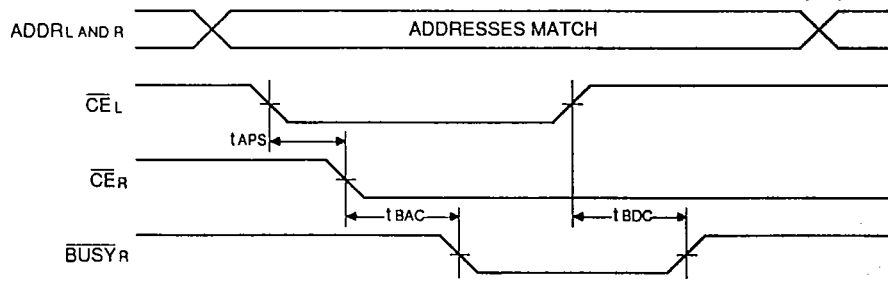 ADDRL AND R
ADDRESSES MATCH
CEL
tAPS
CER
tBAC
tBDC
BUSYR